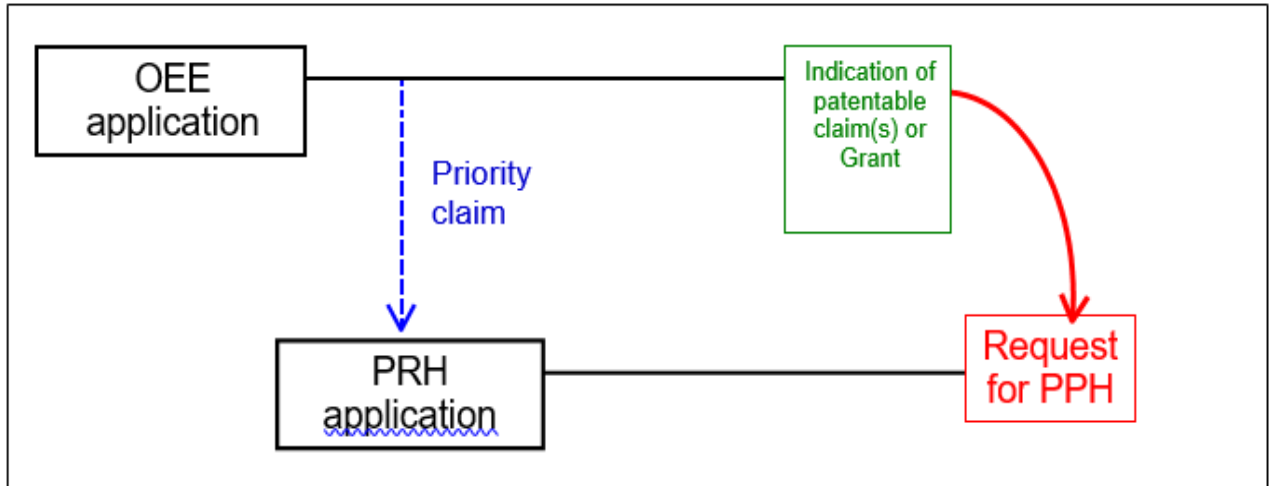 OEE
application
Indication of
patentable
claim(s) or
Grant
Priority
claim
PRH
application
Request
for PPH